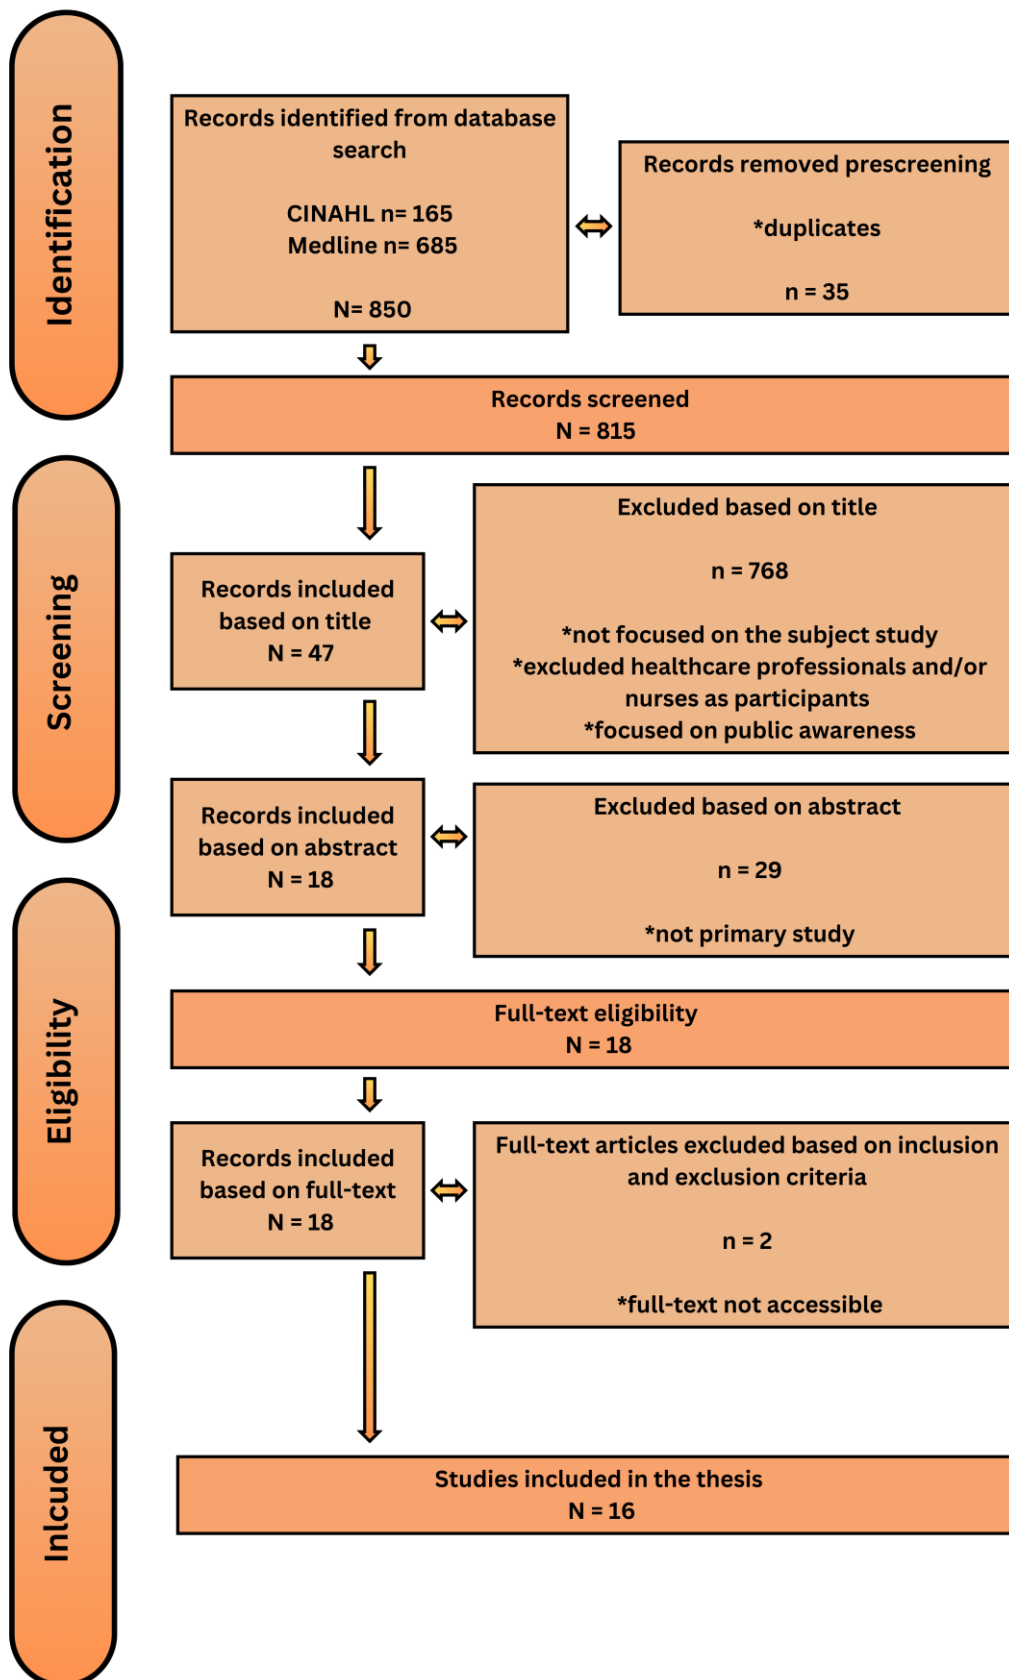 Identification
Records identified from database
search
CINAHL n= 165
Medline n= 685
N= 850
Records removed prescreening
*duplicates
n = 35
Records screened
N = 815
Screening
Records included
based on title
N = 47
Excluded based on title
n = 768
*not focused on the subject study
*excluded healthcare professionals and/or
nurses as participants
*focused on public awareness
Records included
based on abstract
N = 18
Excluded based on abstract
n = 29
*not primary study
Eligibility
Full-text eligibility
N = 18
Records included
based on full-text
N = 18
Full-text articles excluded based on inclusion
and exclusion criteria
n = 2
*full-text not accessible
Inlcuded
Studies included in the thesis
N = 16